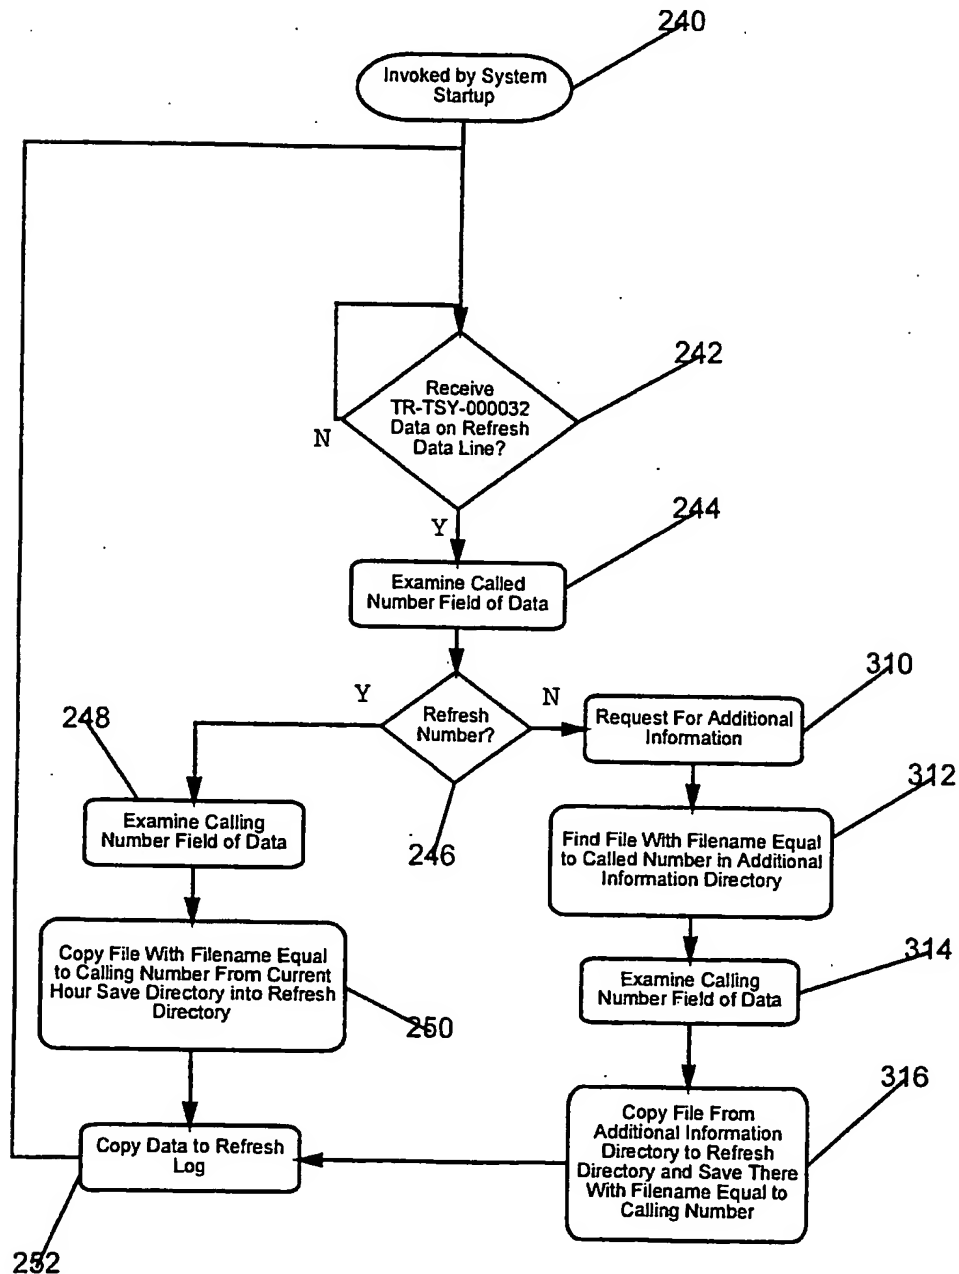 240
Invoked by System
Startup
242
Receive
TR-TSY-000032
Data on Refresh
Data Line?
N
Y
244
Examine Called
Number Field of Data
Y
N
310
Refresh
Number?
Request For Additional
Information
248
246
312
Examine Calling
Number Field of Data
Find File With Filename Equal
to Called Number in Additional
Information Directory
Copy File With Filename Equal
to Calling Number From Current
Hour Save Directory into Refresh
Directory
250
314
Examine Calling
Number Field of Data
316
Copy Data to Refresh
Log
Copy File From
Additional Information
Directory to Refresh
Directory and Save There
With Filename Equal to
Calling Number
252